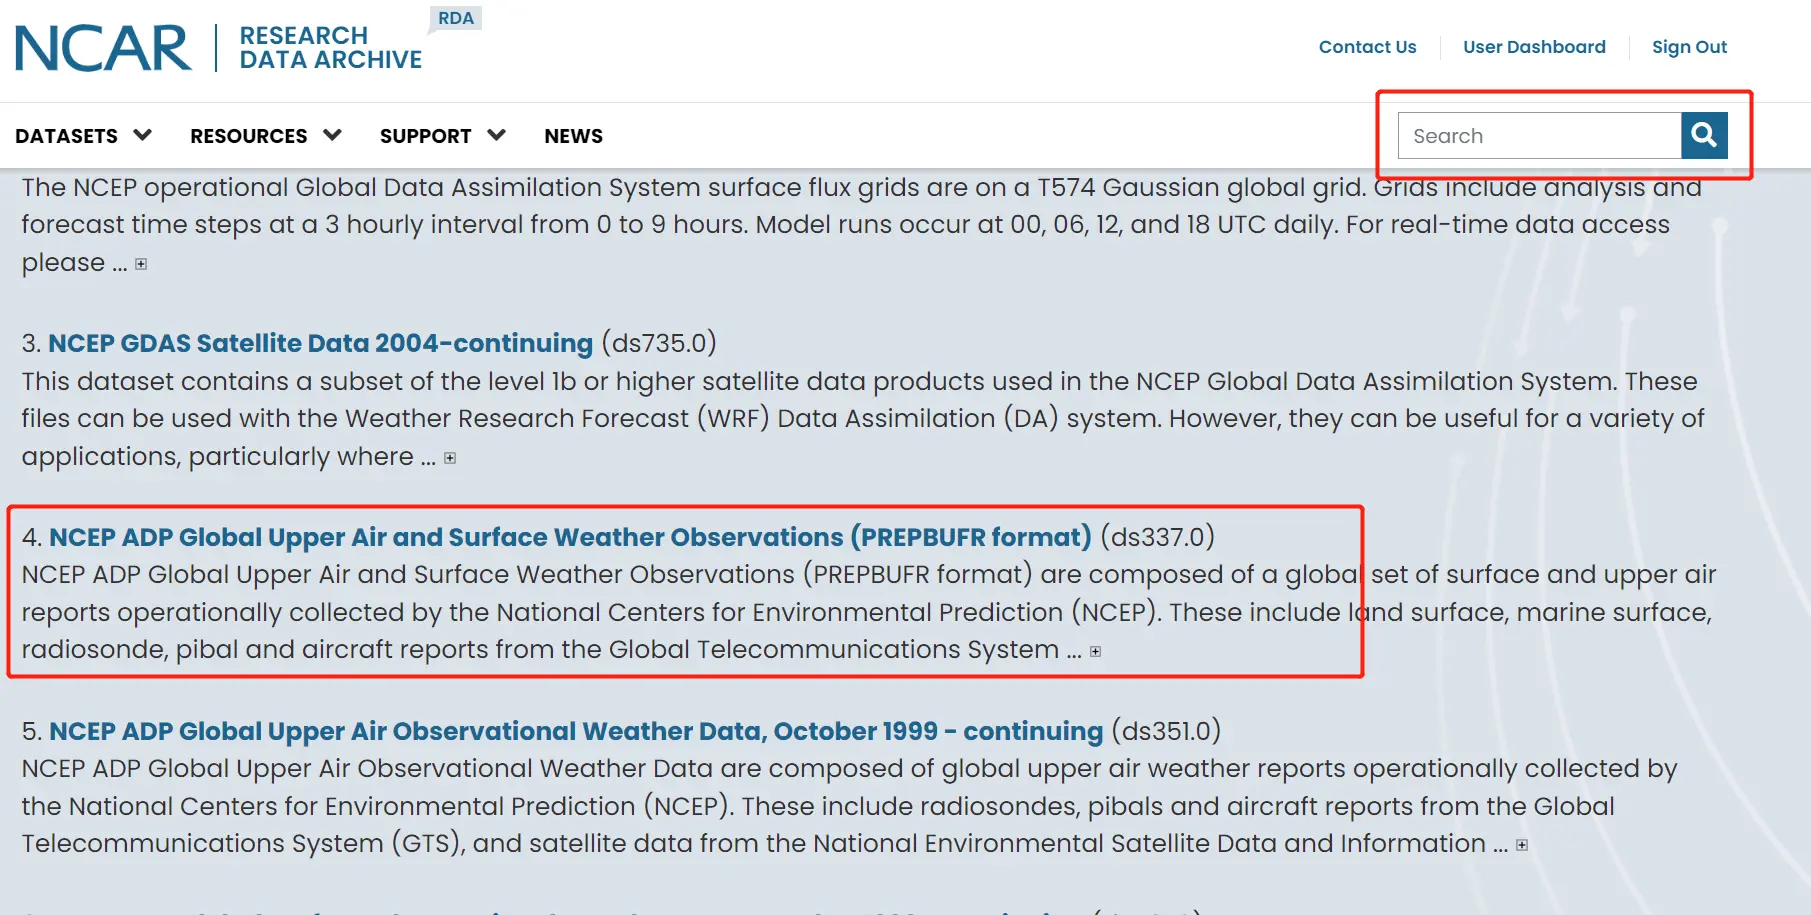 RDA
NCAR
RESEARCH
DATA ARCHIVE
Contact Us
User Dashboard
Sign Out
DATASETS
RESOURCES
SUPPORT
NEWS
Search
The NCEP operational Global Data Assimilation System surface flux grids are on a T574 Gaussian global grid. Grids include analysis and
forecast time steps at a 3 hourly interval from 0 to 9 hours. Model runs occur at 00, 06, 12, and 18 UTC daily. For real-time data access
please ...
3. NCEP GDAS Satellite Data 2004-continuing (ds735.0)
This dataset contains a subset of the level 1b or higher satellite data products used in the NCEP Global Data Assimilation System. These
files can be used with the Weather Research Forecast (WRF) Data Assimilation (DA) system. However, they can be useful for a variety of
applications, particularly where ...
4. NCEP ADP Global Upper Air and Surface Weather Observations (PREPBUFR format) (ds337.0)
NCEP ADP Global Upper Air and Surface Weather Observations (PREPBUFR format) are composed of a global set of surface and upper air
reports operationally collected by the National Centers for Environmental Prediction (NCEP). These include land surface, marine surface,
radiosonde, pibal and aircraft reports from the Global Telecommunications System ...
5. NCEP ADP Global Upper Air Observational Weather Data, October 1999 - continuing (ds351.0)
NCEP ADP Global Upper Air Observational Weather Data are composed of global upper air weather reports operationally collected by
the National Centers for Environmental Prediction (NCEP). These include radiosondes, pibals and aircraft reports from the Global
Telecommunications System (GTS), and satellite data from the National Environmental Satellite Data and Information ...